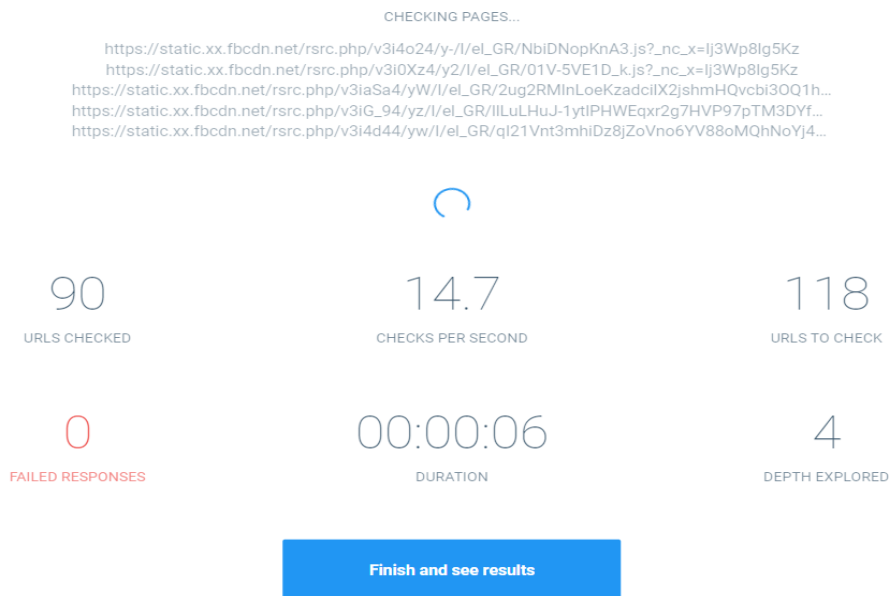 CHECKING PAGES...
https://static.xx.fbcdn.net/rsrc.php/v3i4o24/y-/l/el_GR/NbiDNopKnA3.js?_nc_x=Ij3Wp8lg5Kz
https://static.xx.fbcdn.net/rsrc.php/v3i0Xz4/y2/l/el_GR/01V-5VE1D_k.js?_nc_x=Ij3Wp8lg5Kz
https://static.xx.fbcdn.net/rsrc.php/v3iaSa4/yW/l/el_GR/2ug2RMInLoeKzadciIX2jshmHQvcbi3OQ1h...
https://static.xx.fbcdn.net/rsrc.php/v3iG_94/yz/l/el_GR/IlLuLHuJ-1ytIPHWEqxr2g7HVP97pTM3DYf...
https://static.xx.fbcdn.net/rsrc.php/v3i4d44/yw/l/el_GR/ql21Vnt3mhiDz8jZoVno6YV88oMQhNoYj4...
90
14.7
118
URLS CHECKED
CHECKS PER SECOND
URLS TO CHECK
0
00:00:06
4
FAILED RESPONSES
DURATION
DEPTH EXPLORED
Finish and see results